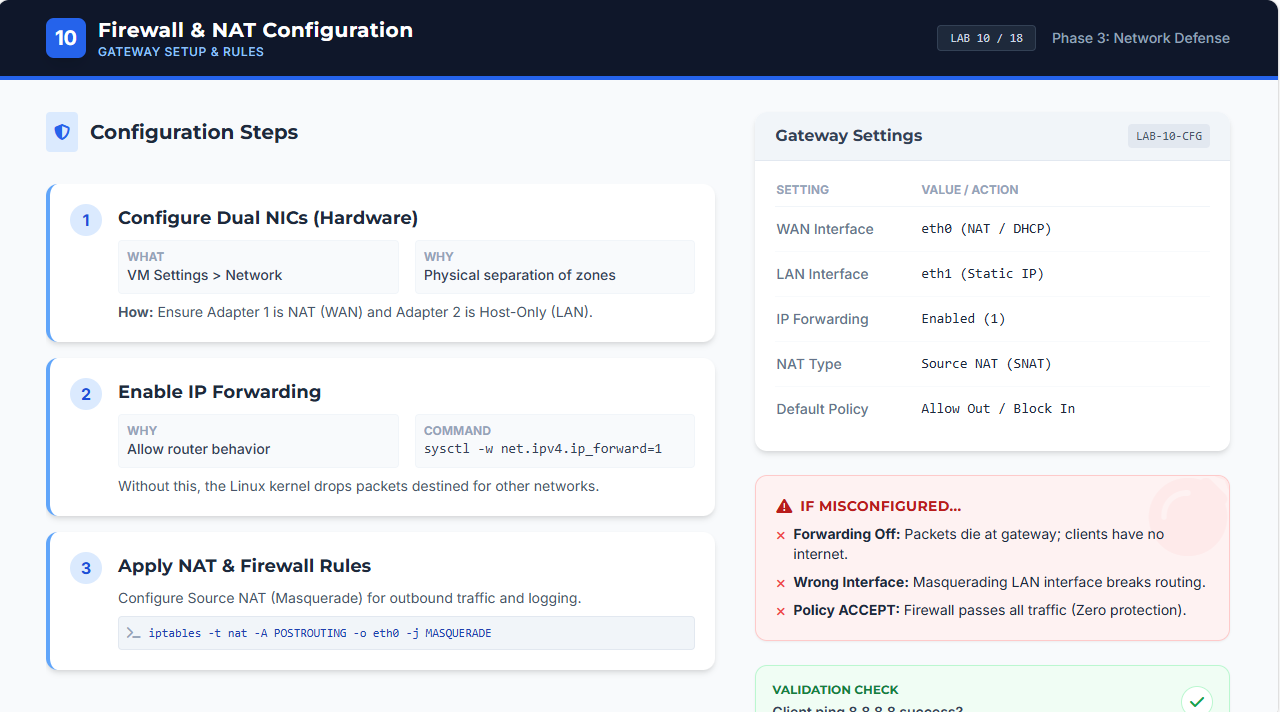 10
Firewall & NAT Configuration
GATEWAY SETUP & RULES
LAB 10 / 18
Phase 3: Network Defense
Configuration Steps
1
Configure Dual NICs (Hardware)
WHAT
VM Settings > Network
WHY
Physical separation of zones
How: Ensure Adapter 1 is NAT (WAN) and Adapter 2 is Host-Only (LAN).
2
Enable IP Forwarding
WHY
Allow router behavior
COMMAND
sysctl -w net.ipv4.ip_forward=1
Without this, the Linux kernel drops packets destined for other networks.
3
Apply NAT & Firewall Rules
Configure Source NAT (Masquerade) for outbound traffic and logging.
iptables -t nat -A POSTROUTING -o eth0 -j MASQUERADE
Gateway Settings
LAB-10-CFG
SETTING VALUE / ACTION
WAN Interface eth0 (NAT / DHCP)
LAN Interface eth1 (Static IP)
IP Forwarding Enabled (1)
NAT Type Source NAT (SNAT)
Default Policy Allow Out / Block In
IF MISCONFIGURED...
Forwarding Off: Packets die at gateway; clients have no
internet.
Wrong Interface: Masquerading LAN interface breaks routing.
Policy ACCEPT: Firewall passes all traffic (Zero protection).
VALIDATION CHECK
Client ping 8.8.8.8 success?